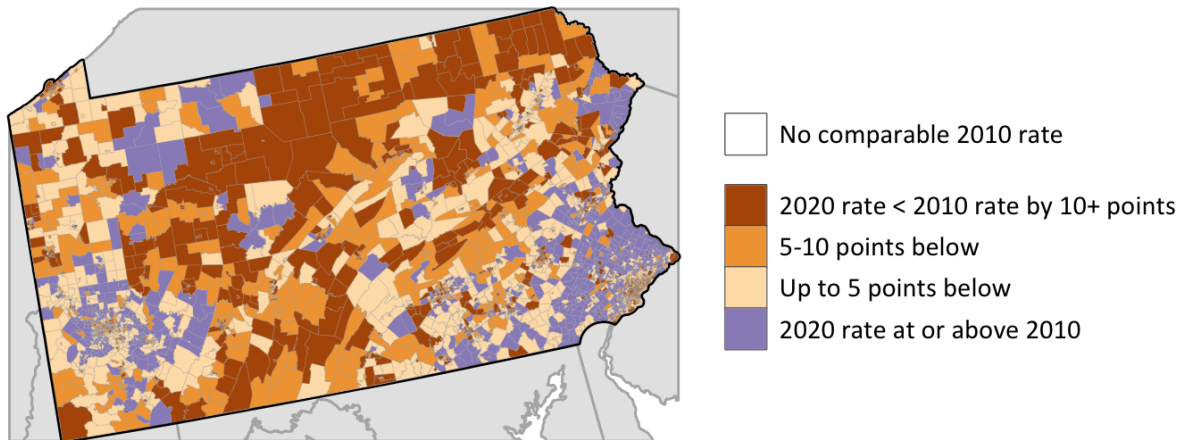 No comparable 2010 rate
2020 rate < 2010 rate by 10+ points
5-10 points below
Up to 5 points below
2020 rate at or above 2010